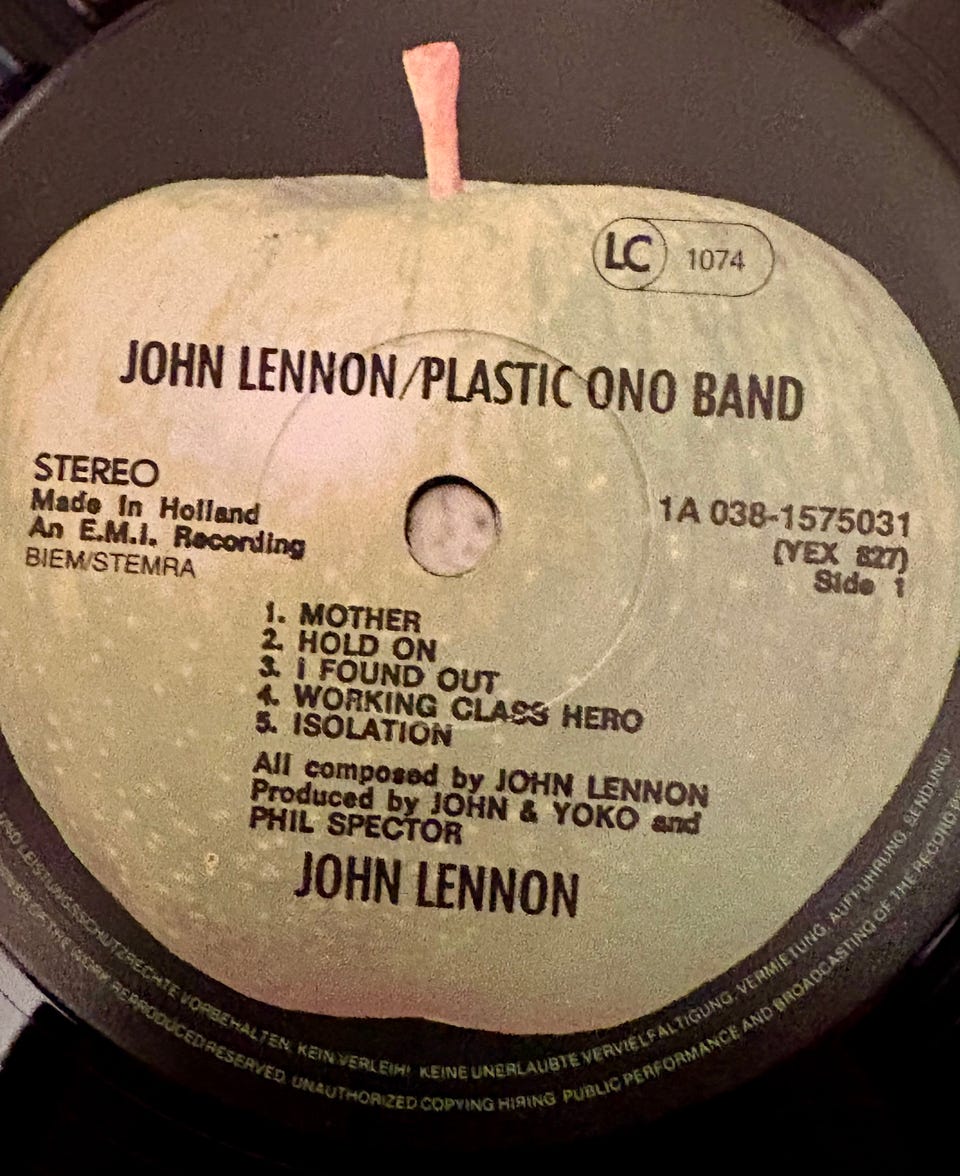 LC 1074
JOHN LENNON/PLASTIC ONO BAND
STEREO
Made in Holland
An E.M.I. Recording
BIEM/STEMRA
1A 038-1575031
(YEX 827)
Side 1
1. MOTHER
2. HOLD ON
3. I FOUND OUT
4. WORKING CLASS HERO
5. ISOLATION
All composed by JOHN LENNON
Produced by JOHN & YOKO and
PHIL SPECTOR
JOHN LENNON
LEISTUNGSSCHUTZRECHTE VORBEHALTEN. KEIN VERLEIH! KEINE UNERLAUBTE VERVIELFÄLTIGUNG, VERMIETUNG, AUFFÜHRUNG, SENDUNG!
OF THE WORK REPRODUCED RESERVED. UNAUTHORIZED COPYING HIRING PUBLIC PERFORMANCE AND BROADCASTING OF THE RECORD